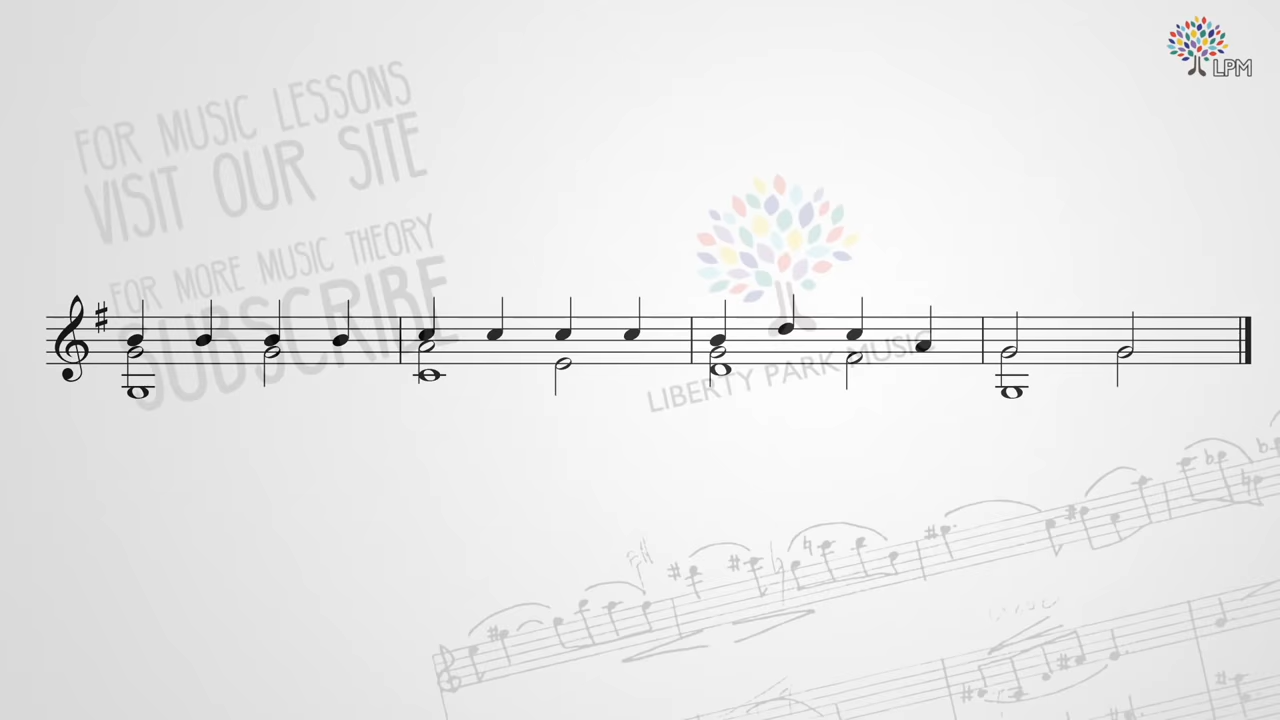 LPM
FOR MUSIC LESSONS
VISIT OUR SITE
FOR MORE MUSIC THEORY
SUBSCRIBE
LIBERTY PARK MUSIC